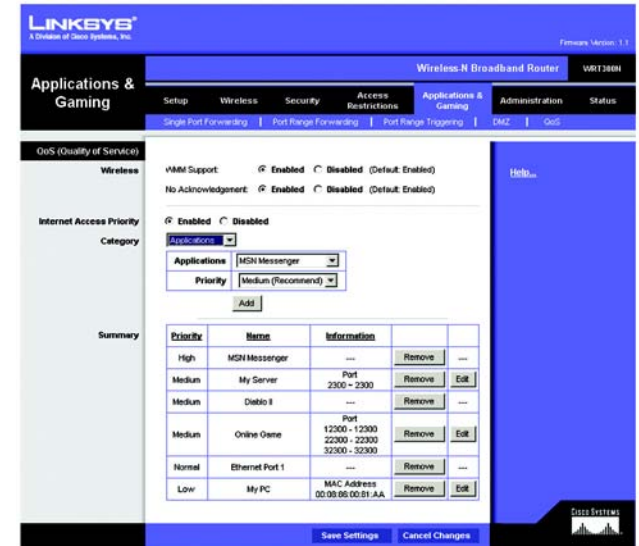 LINKSYS®
A Division of Cisco Systems, Inc.
Firmware Version: 1.1
Applications & Gaming
Wireless-N Broadband Router
WRT300N
Setup
Wireless
Security
Access Restrictions
Applications & Gaming
Administration
Status
Single Port Forwarding | Port Range Forwarding | Port Range Triggering | DMZ | QoS
QoS (Quality of Service)
Wireless
WMM Support: Enabled Disabled (Default: Enabled)
No Acknowledgement: Enabled Disabled (Default: Enabled)
Help...
Internet Access Priority
Enabled Disabled
Category
Applications
Applications MSN Messenger
Priority Medium (Recommend)
Add
Summary
Priority Name Information
High MSN Messenger --- Remove ---
Medium My Server Port 2300 ~ 2300 Remove Edit
Medium Diablo II --- Remove ---
Medium Online Game Port 12300 - 12300 22300 - 22300 32300 - 32300 Remove Edit
Normal Ethernet Port 1 --- Remove ---
Low My PC MAC Address 00:08:66:00:81:AA Remove Edit
Save Settings
Cancel Changes
CISCO SYSTEMS